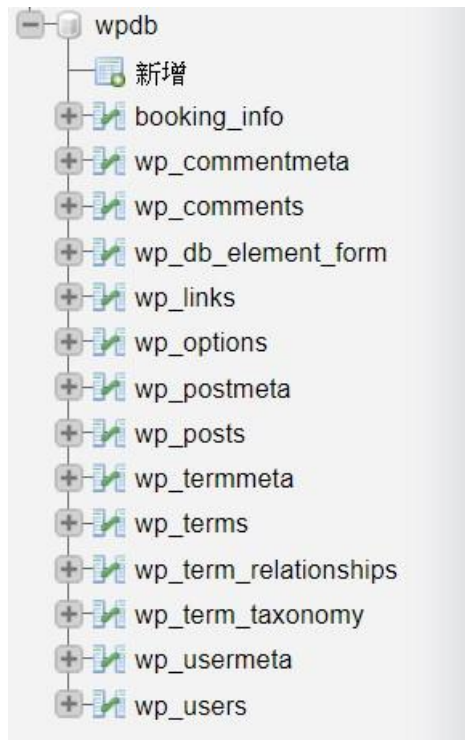 wpdb
新增
booking_info
wp_commentmeta
wp_comments
wp_db_element_form
wp_links
wp_options
wp_postmeta
wp_posts
wp_termmeta
wp_terms
wp_term_relationships
wp_term_taxonomy
wp_usermeta
wp_users